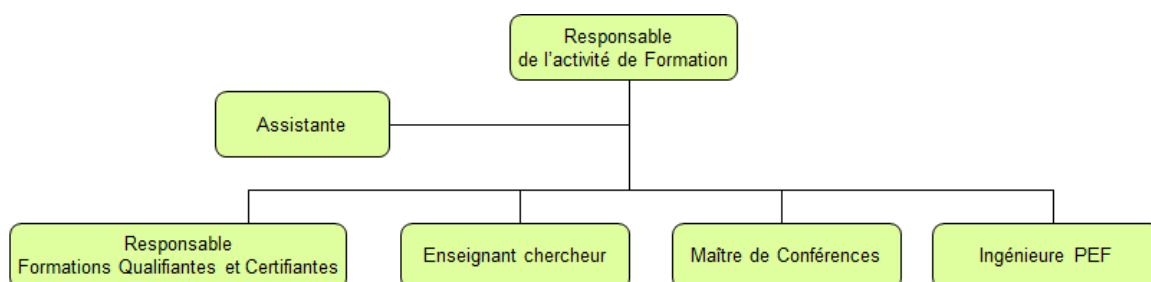 Responsable
de l'activité de Formation
Assistante
Responsable
Formations Qualifiantes et Certifiantes
Enseignant chercheur
Maître de Conférences
Ingénieure PEF